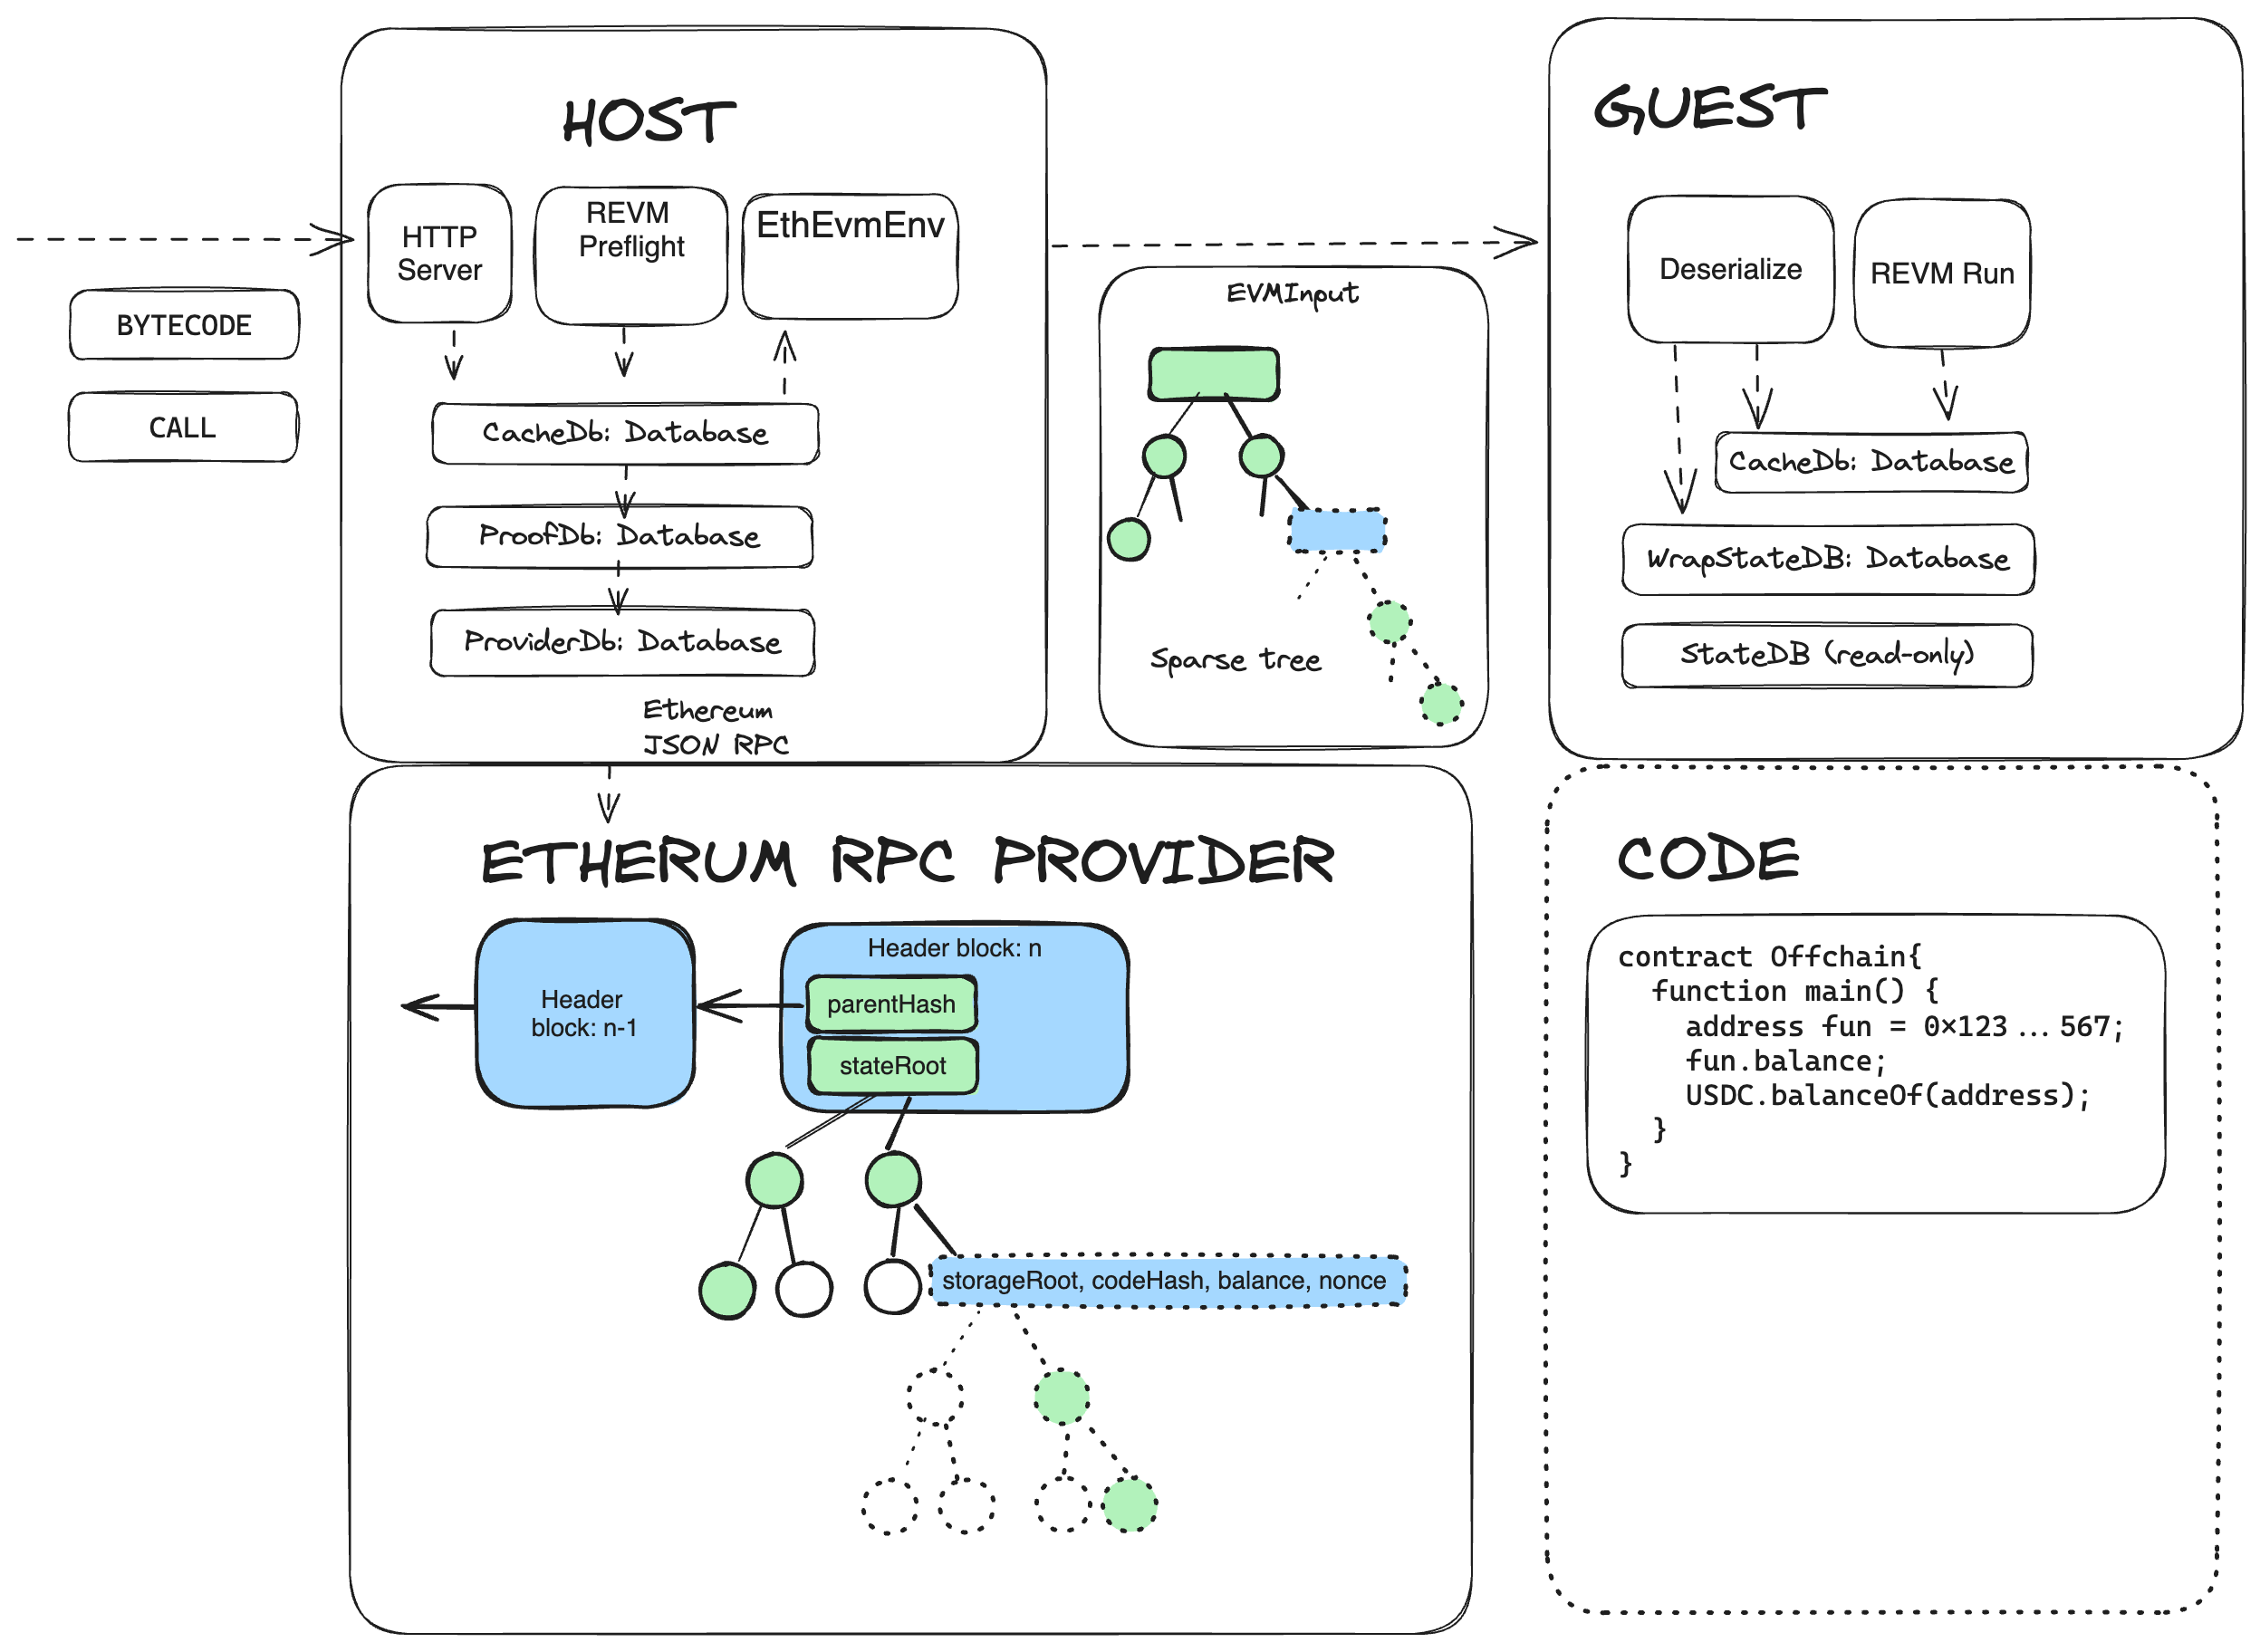 HOST
GUEST
HTTP
Server
REVM
Preflight
EthEvmEnv
BYTECODE
CALL
CacheDb: Database
ProofDb: Database
ProviderDb: Database
Ethereum
JSON RPC
EVMInput
Sparse tree
Deserialize
REVM Run
CacheDb: Database
WrapStateDB: Database
StateDB (read-only)
ETHERUM RPC PROVIDER
Header
block: n-1
Header block: n
parentHash
stateRoot
storageRoot, codeHash, balance, nonce
CODE
contract Offchain{
function main() {
address fun = 0×123 ... 567;
fun.balance;
USDC.balanceOf(address);
}
}